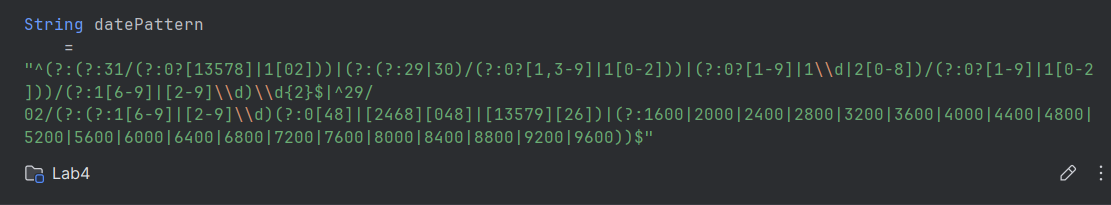 String datePattern
=
"^(?:(?:31/(?:0?[13578]|1[02]))|(?:(?:29|30)/(?:0?[1,3-9]|1[0-2]))|(?:0?[1-9]|1\\d|2[0-8])/(?:0?[1-9]|1[0-2
]))/(?:1[6-9]|[2-9]\\d)\\d{2}$|^29/
02/(?:(?:1[6-9]|[2-9]\\d)(?:0[48]|[2468][048]|[13579][26])|(?:1600|2000|2400|2800|3200|3600|4000|4400|4800|
5200|5600|6000|6400|6800|7200|7600|8000|8400|8800|9200|9600))$"
Lab4